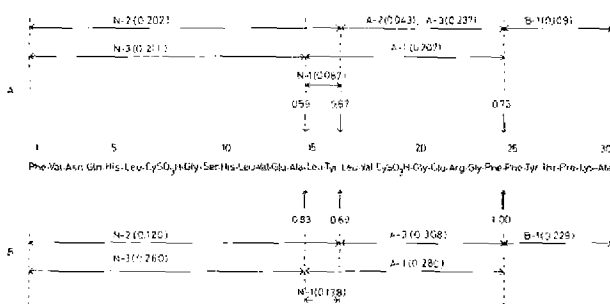 N-2(0.202) A-2(0.043), A-3(0.237) B-1(0.109)
N-3(0.211) A-1(0.202)
N-1(0.087)
A
0.59 0.67 0.73
1 5 10 15 20 25 30
Phe-Val-Asn-Gln-His-Leu-CySO3H-Gly-Ser-His-Leu-Val-Glu-Ala-Leu-Tyr-Leu-Val-CySO3H-Gly-Glu-Arg-Gly-Phe-Phe-Tyr-Thr-Pro-Lys-Ala
0.83 0.69 1.00
N-2(0.120) A-3(0.308) B-1(0.229)
B
N-3(0.260) A-1(0.280)
N-1(0.138)